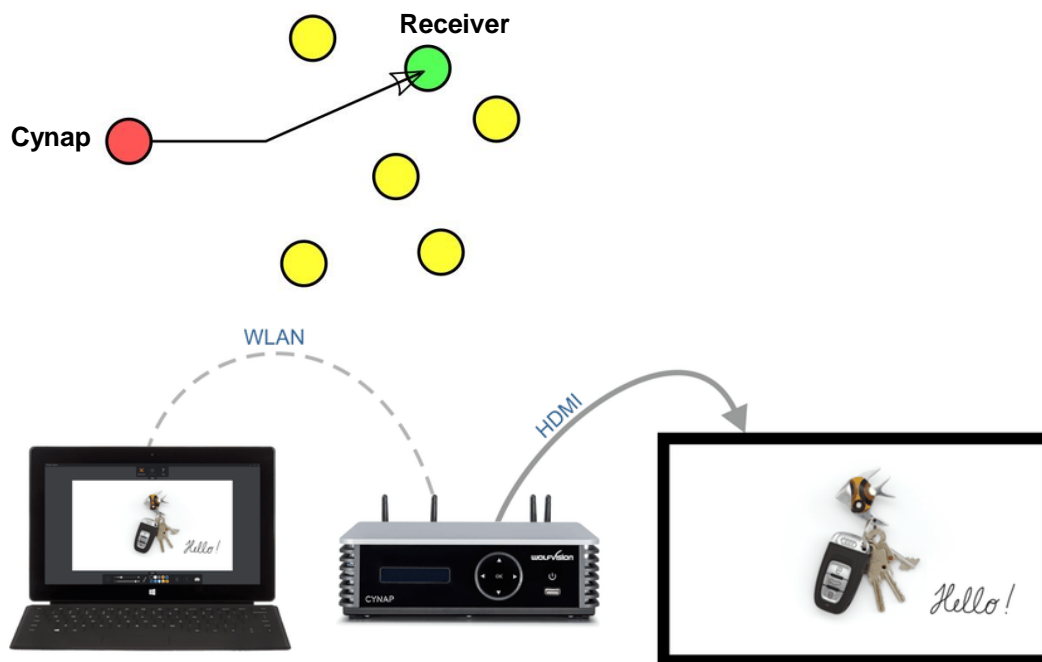 Receiver
Cynap
WLAN
HDMI
Hello!
WOLFVISION
OK
CYNAP
Hello!